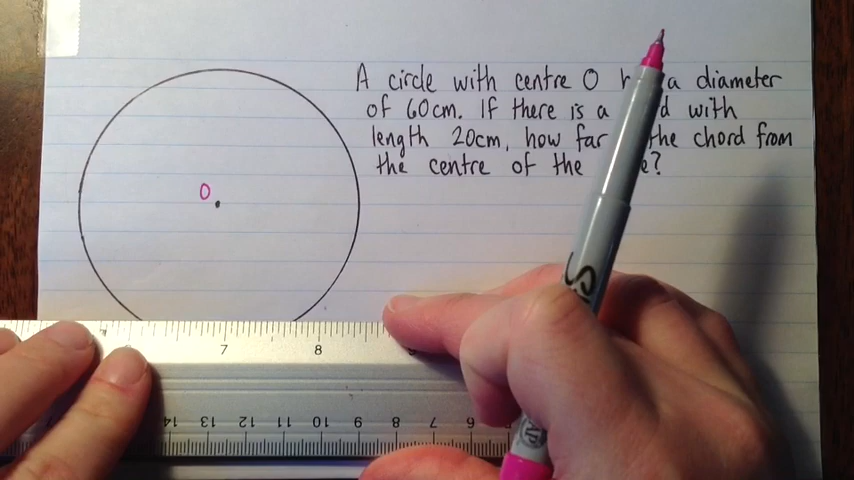 A circle with centre O a diameter
of 60cm. If there is a with
length 20cm, how far the chord from
the centre of the
O
7
8
14 13 12 11 10 9 8 7 6